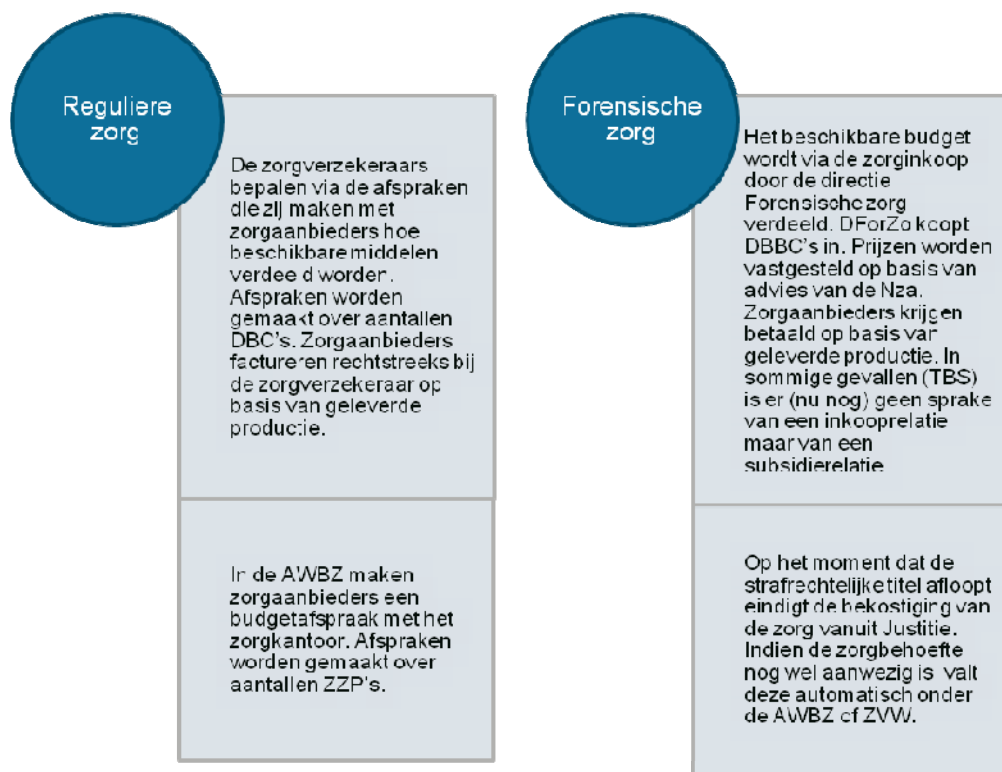 Reguliere
zorg
De zorgverzekeraars
bepalen via de afspraken
die zij maken met
zorgaanbieders hoe
beschikbare middelen
verdeeld worden.
Afspraken worden
gemaakt over aantallen
DBC's. Zorgaanbieders
factureren rechtstreeks bij
de zorgverzekeraar op
basis van geleverde
productie.
In de AWBZ maken
zorgaanbieders een
budgetafspraak met het
zorgkantoor. Afspraken
worden gemaakt over
aantallen ZZP's.
Forensische
zorg
Het beschikbare budget
wordt via de zorginkoop
door de directie
Forensische zorg
verdeeld. DForZo koopt
DBBC's in. Prijzen worden
vastgesteld op basis van
advies van de Nza.
Zorgaanbieders krijgen
betaald op basis van
geleverde productie. In
sommige gevallen (TBS)
is er (nu nog) geen sprake
van een inkooprelatie
maar van een
subsidierelatie
Op het moment dat de
strafrechtelijke titel afloopt
eindigt de bekostiging van
de zorg vanuit Justitie.
Indien de zorgbehoefte
nog wel aanwezig is valt
deze automatisch onder
de AWBZ of ZVW.